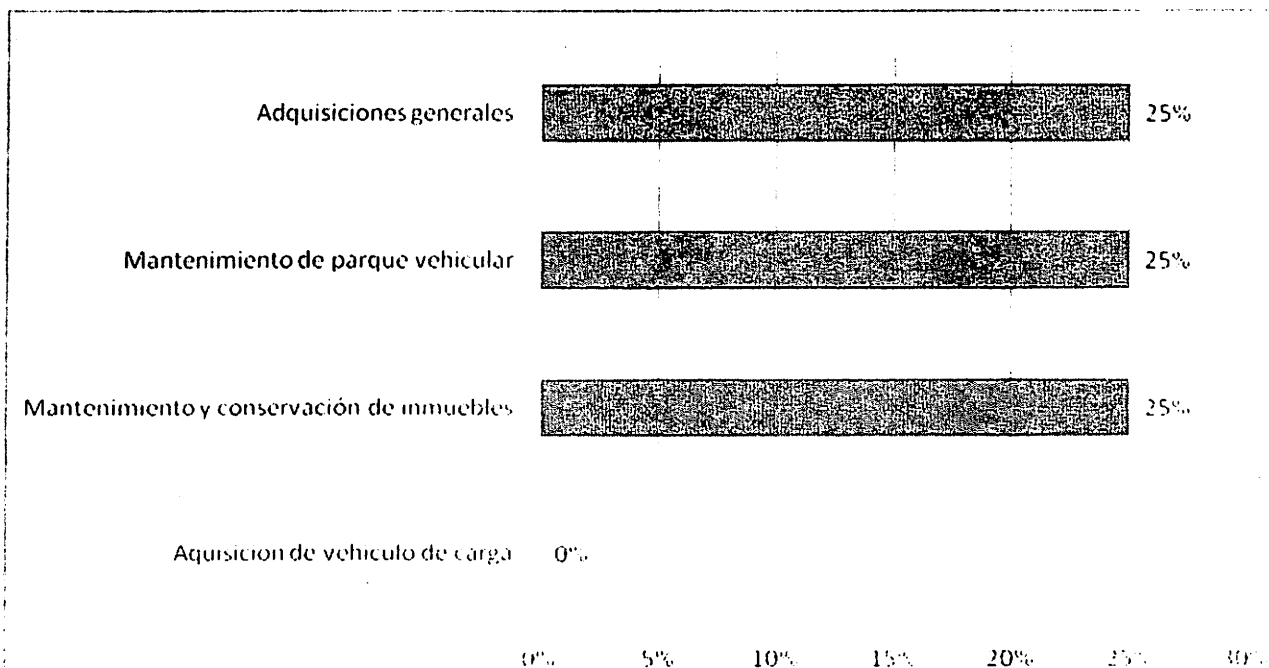 Adquisiciones generales 25%
Mantenimiento de parque vehicular 25%
Mantenimiento y conservación de inmuebles 25%
Aquisicion de vehiculo de carga 0%
0% 5% 10% 15% 20% 25% 30%